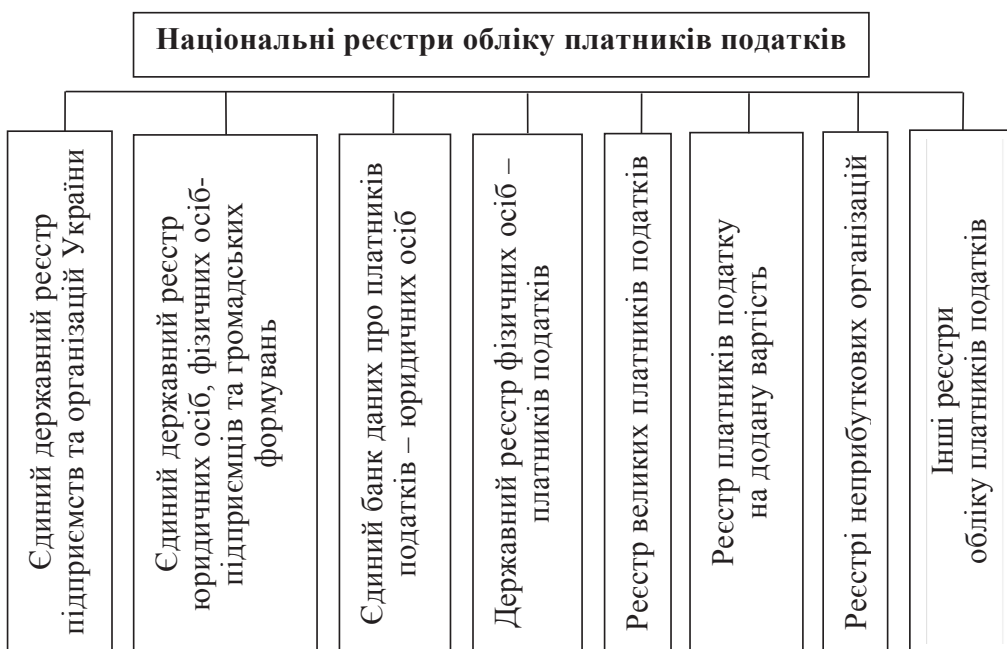 Національні реєстри обліку платників податків
Єдиний державний реєстр
підприємств та організацій України
Єдиний державний реєстр
юридичних осіб, фізичних осіб-
підприємців та громадських
формувань
Єдиний банк даних про платників
податків – юридичних осіб
Державний реєстр фізичних осіб –
платників податків
Реєстр великих платників податків
Реєстр платників податку
на додану вартість
Реєстрі неприбуткових організацій
Інші реєстри
обліку платників податків